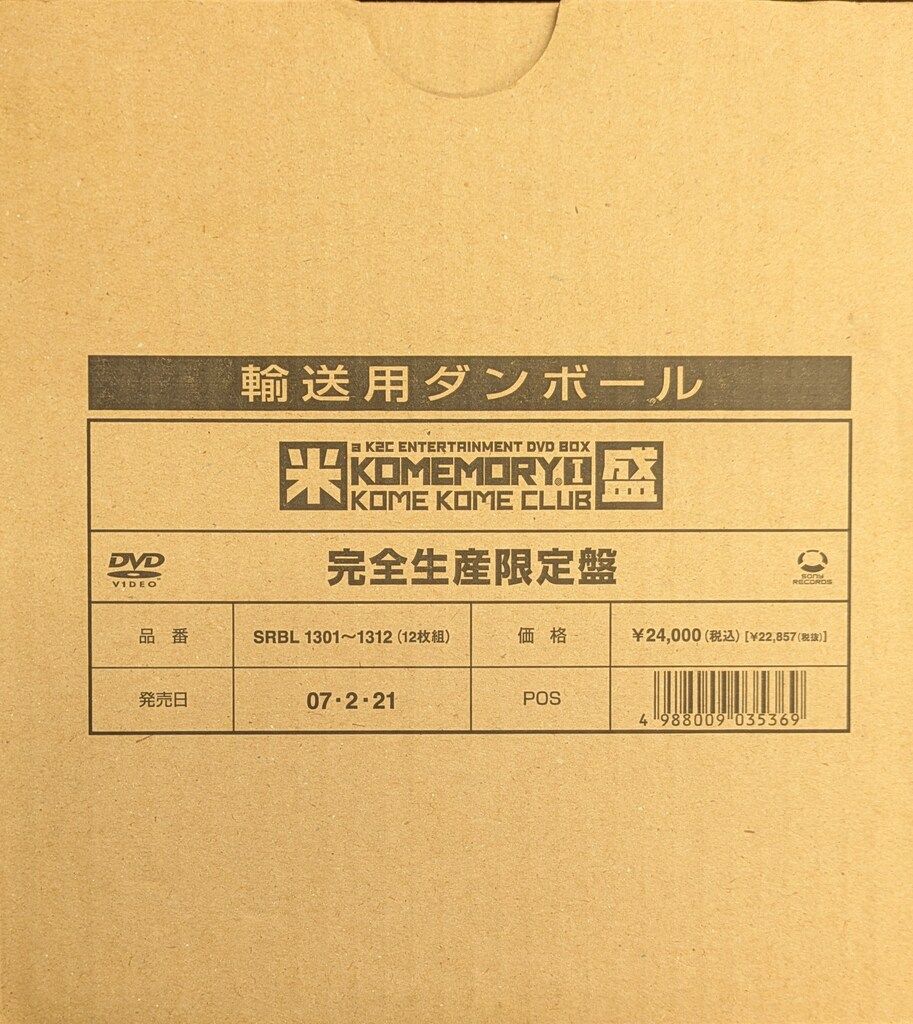 輸送用ダンボール
米
a K2C ENTERTAINMENT DVD BOX
KOMEMORY. I
KOME KOME CLUB
盛
DVD VIDEO
完全生産限定盤
SONY RECORDS
品番 SRBL 1301～1312 (12枚組) 価格 ¥24,000 (税込) [¥22,857 (税抜)]
発売日 07・2・21 POS 4 988009 035369